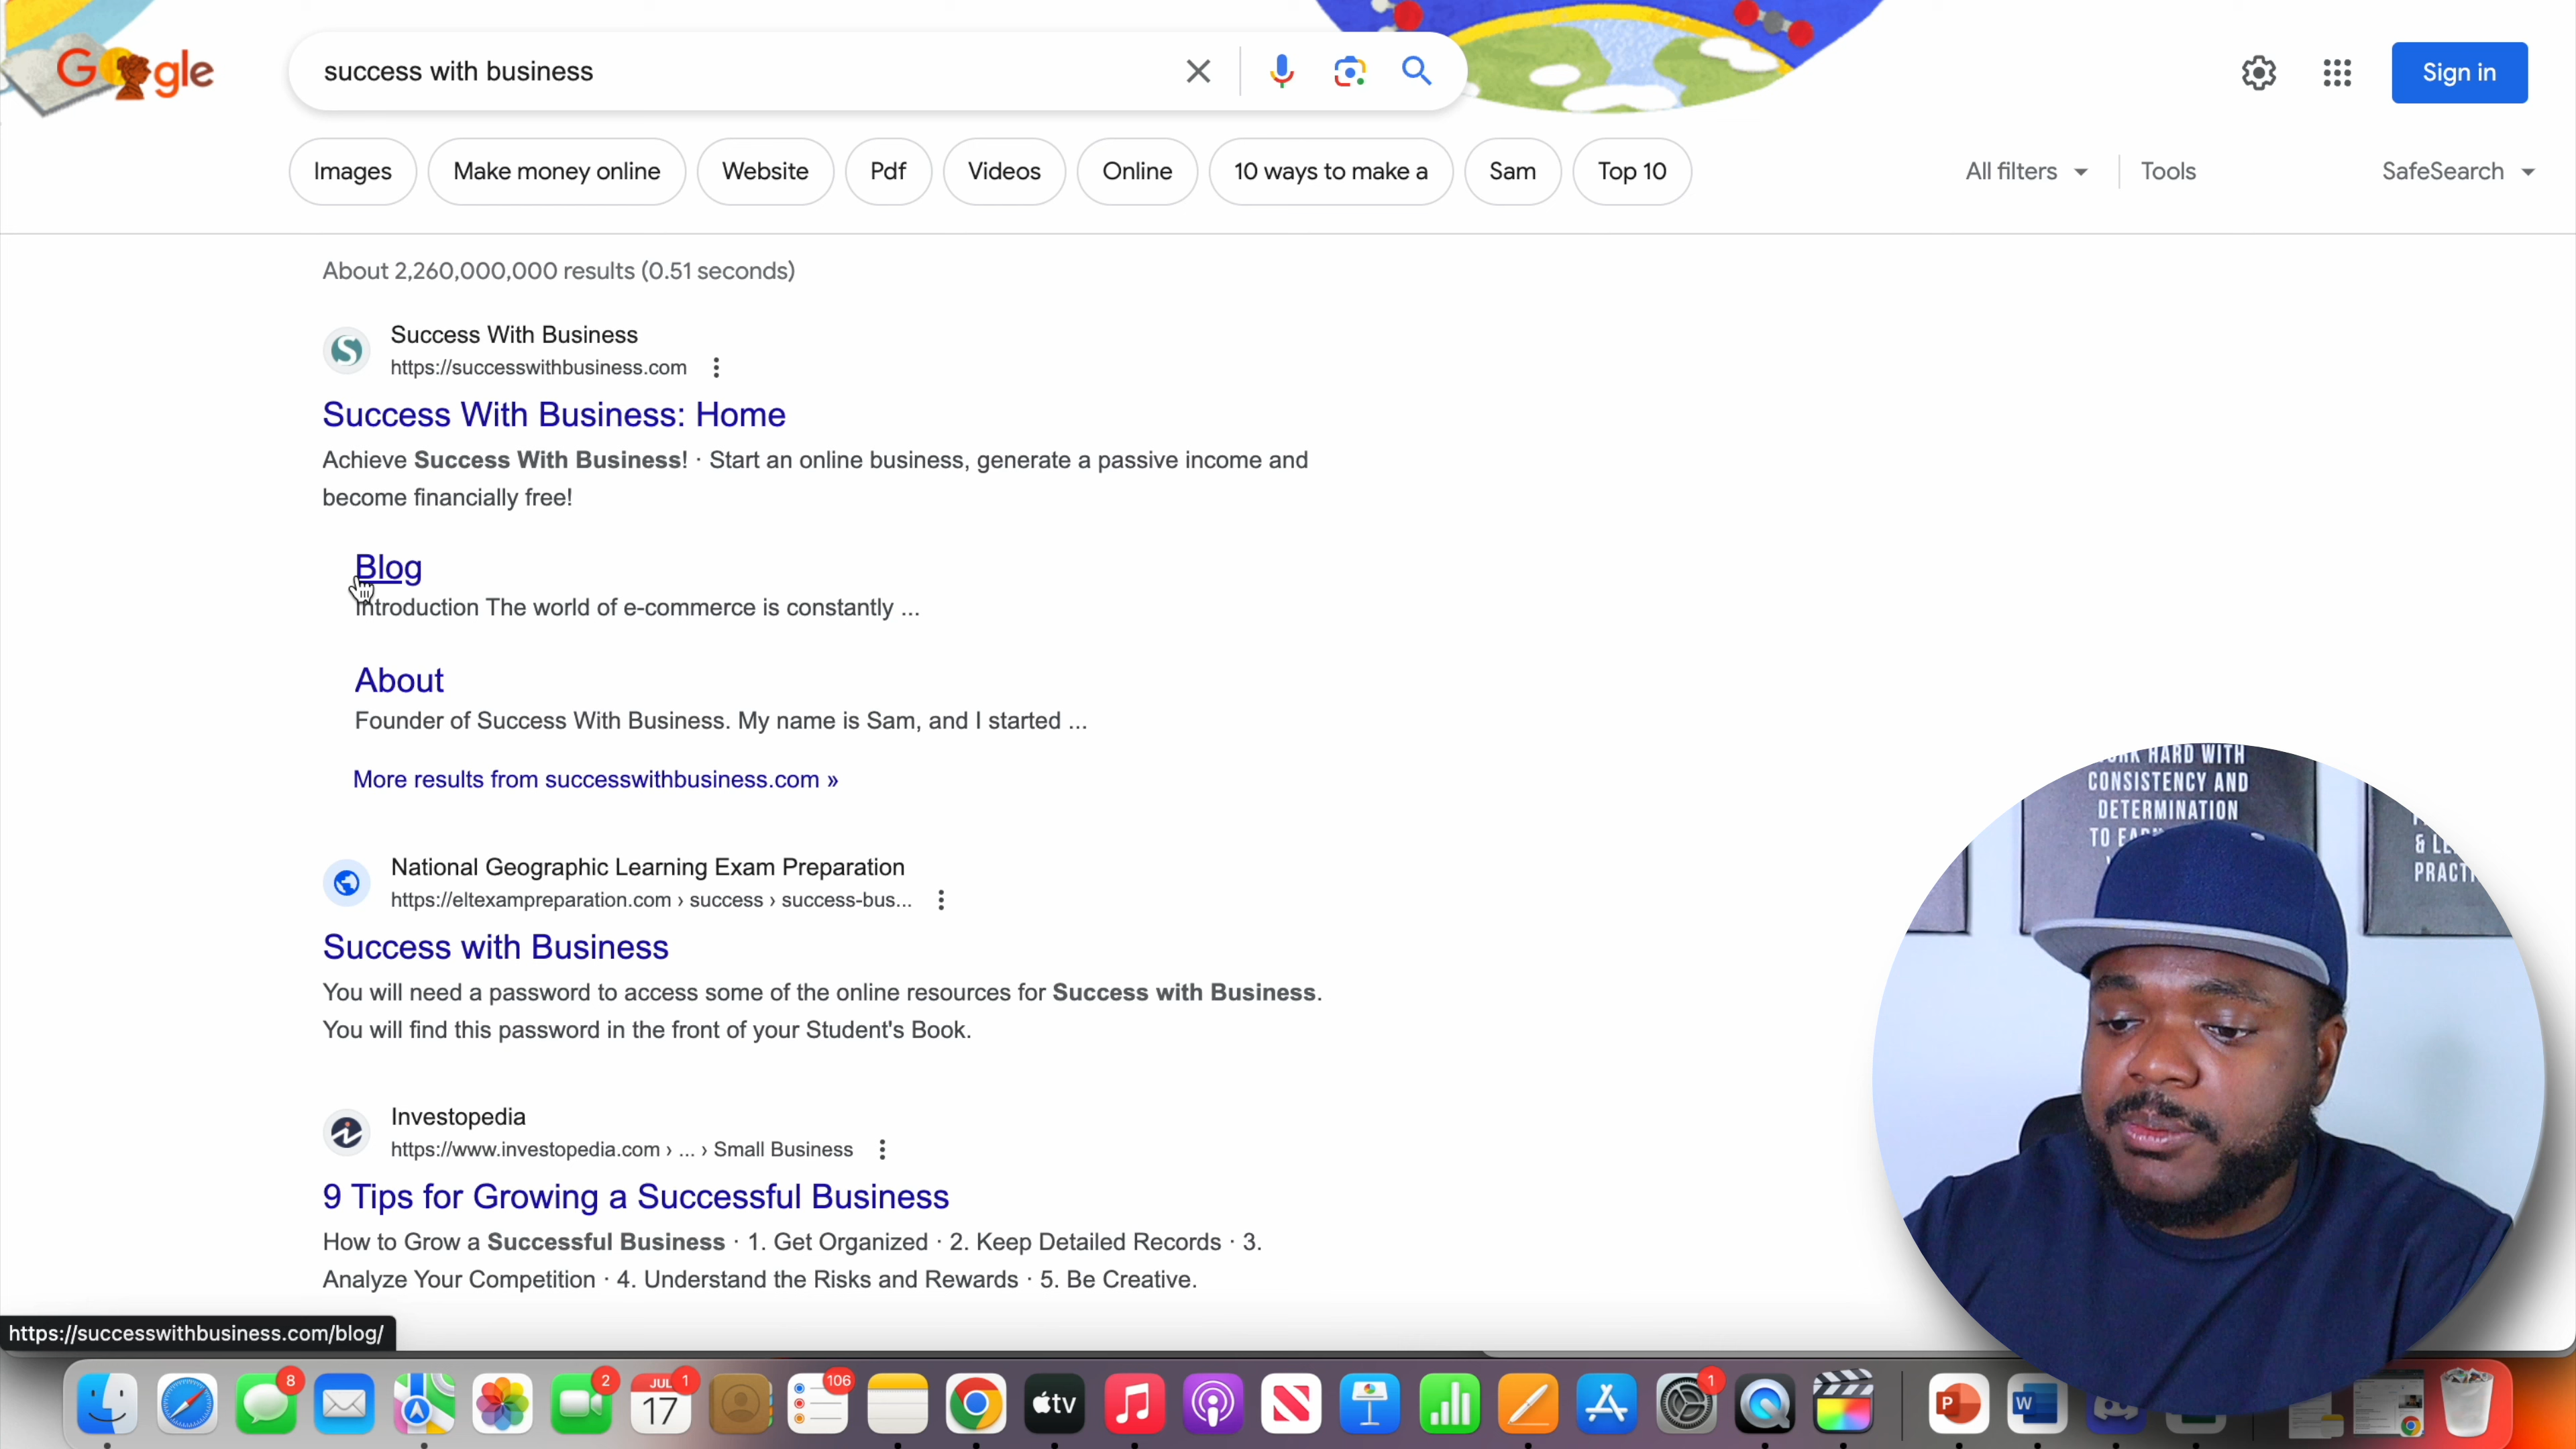 Google
success with business
Sign in
Images
Make money online
Website
Pdf
Videos
Online
10 ways to make a
Sam
Top 10
All filters
Tools
SafeSearch
About 2,260,000,000 results (0.51 seconds)
Success With Business
https://successwithbusiness.com
Success With Business: Home
Achieve Success With Business! · Start an online business, generate a passive income and
become financially free!
Blog
Introduction The world of e-commerce is constantly ...
About
Founder of Success With Business. My name is Sam, and I started ...
More results from successwithbusiness.com »
National Geographic Learning Exam Preparation
https://eltexampreparation.com › success › success-bus...
Success with Business
You will need a password to access some of the online resources for Success with Business.
You will find this password in the front of your Student's Book.
Investopedia
https://www.investopedia.com › ... › Small Business
9 Tips for Growing a Successful Business
How to Grow a Successful Business · 1. Get Organized · 2. Keep Detailed Records · 3.
Analyze Your Competition · 4. Understand the Risks and Rewards · 5. Be Creative.
HARD WITH
CONSISTENCY AND
DETERMINATION
TO
&
https://successwithbusiness.com/blog/
8
2
JUL
1
17
106
tv
1
P
W